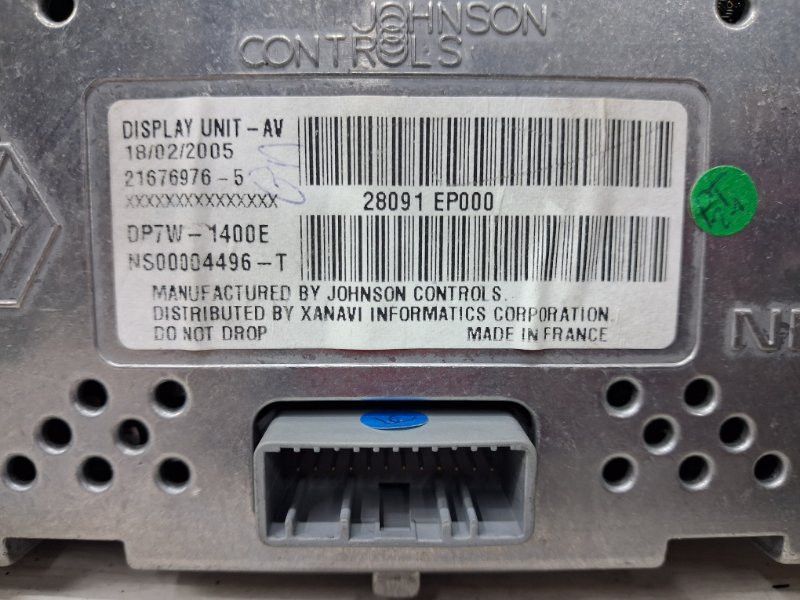 JOHNSON
CONTROLS
DISPLAY UNIT - AV
18/02/2005
21676976 - 5
XXXXXXXXXXXXXXX
28091 EP000
DP7W - 1400E
NS00004496 - T
MANUFACTURED BY JOHNSON CONTROLS.
DISTRIBUTED BY XANAVI INFORMATICS CORPORATION.
DO NOT DROP MADE IN FRANCE